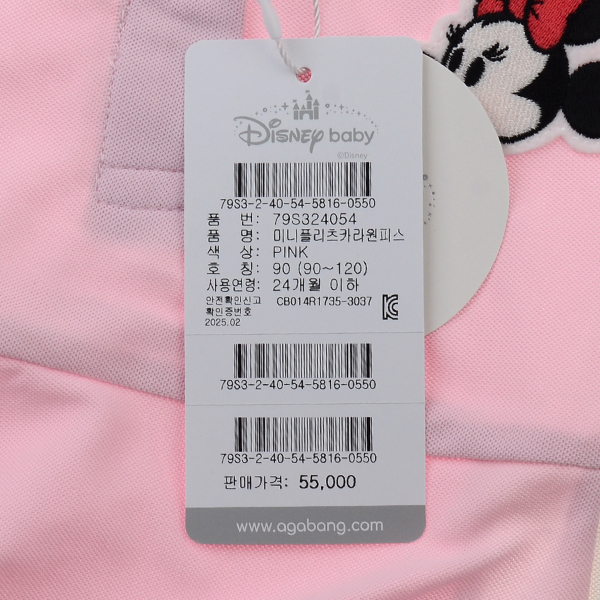 Disney baby
©Disney
79S3-2-40-54-5816-0550
품 번: 79S324054
품 명: 미니플리츠카라원피스
색 상: PINK
호 칭: 90 (90~120)
사용연령: 24개월 이하
안전확인신고 CB014R1735-3037
확인증번호
2025.02
79S3-2-40-54-5816-0550
79S3-2-40-54-5816-0550
판매가격: 55,000
www.agabang.com